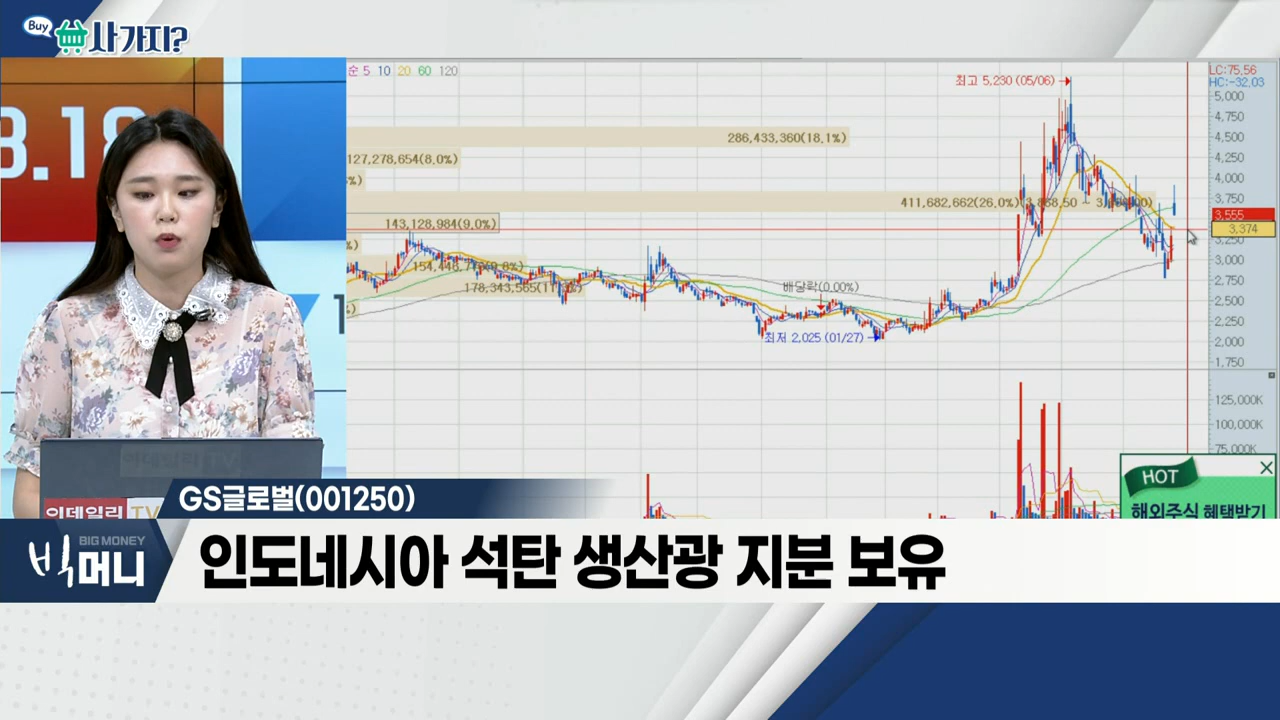 Buy 사가지?
순 5 10 20 60 120
최고 5,230 (05/06)
LC:75.56
HC:-32.03
5,000
4,750
286,433,360(18.1%)
4,500
127,278,654(8.0%)
4,250
%)
4,000
411,682,662(26.0%)
3,750
3,555
143,128,984(9.0%)
3,374
3,250
%)
3,000
2,750
배당락(0.00%)
2,500
%)
2,250
최저 2,025 (01/27)
2,000
1,750
125,000K
100,000K
75,000K
HOT
해외주식 혜택받기
이데일리 TV
GS글로벌(001250)
BIG MONEY
빅머니
인도네시아 석탄 생산광 지분 보유